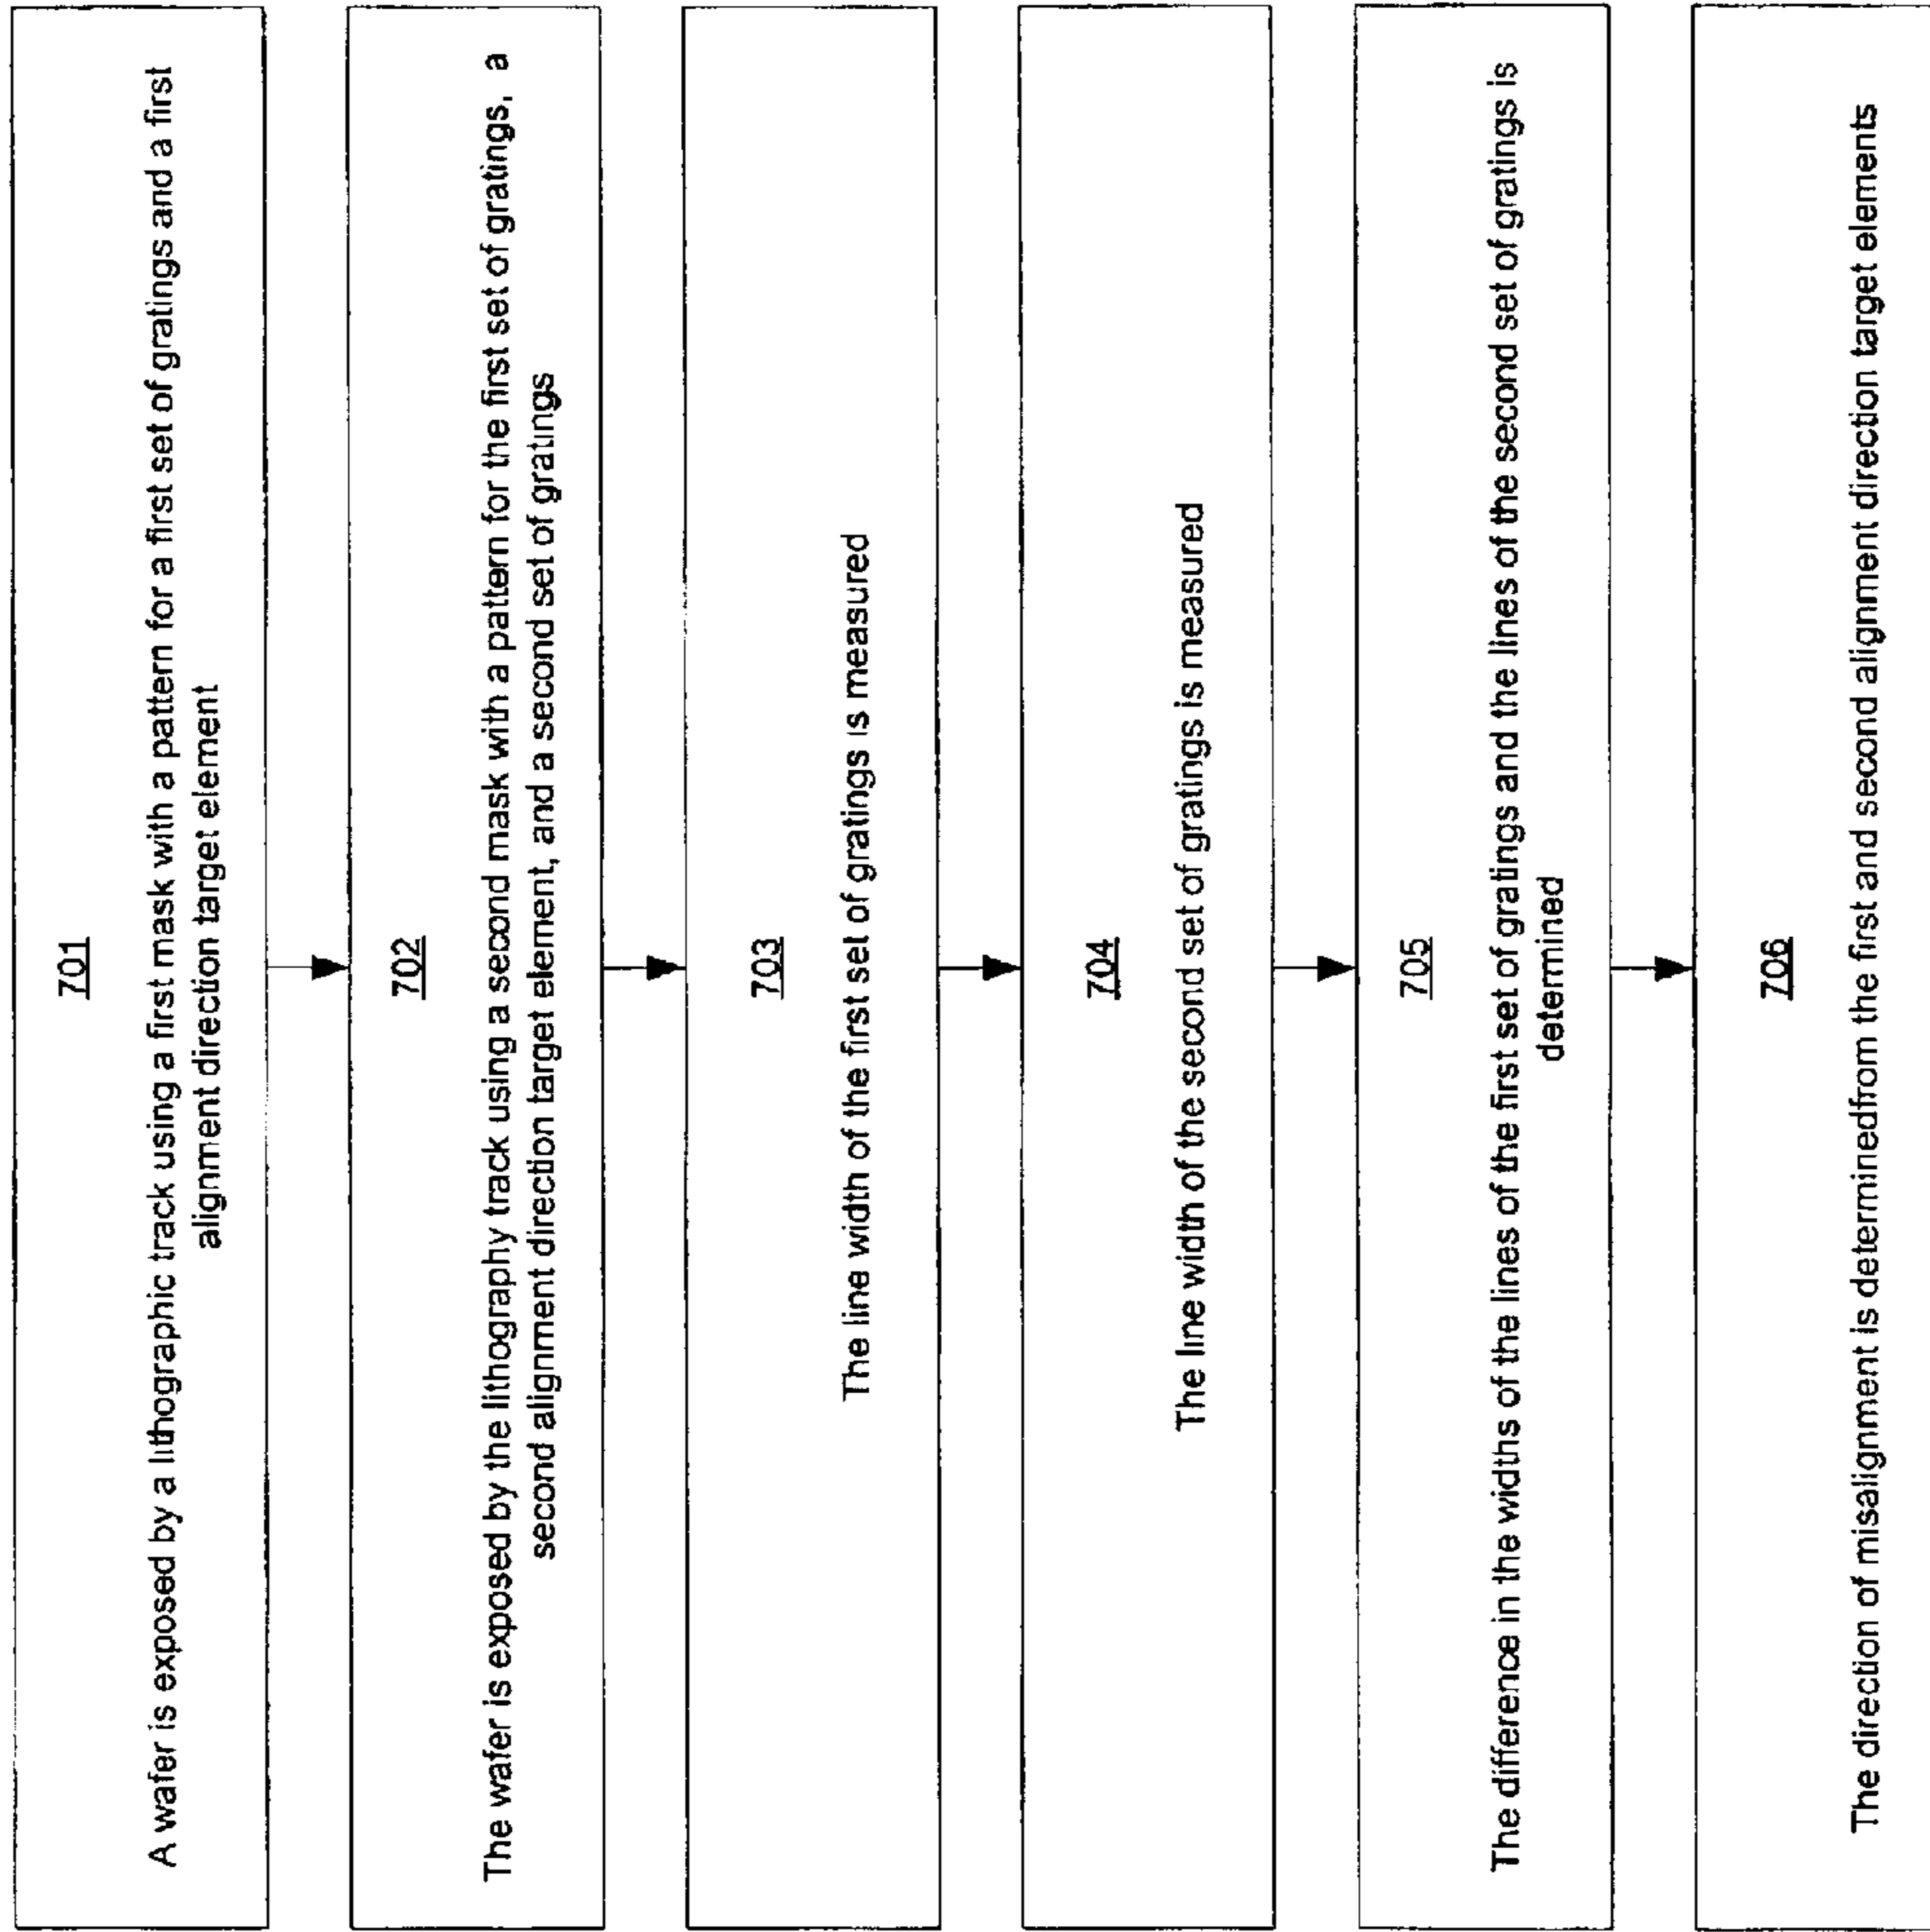 701
A wafer is exposed by a lithographic track using a first mask with a pattern for a first set of gratings and a first
alignment direction target element
702
The wafer is exposed by the lithography track using a second mask with a pattern for the first set of gratings, a
second alignment direction target element, and a second set of gratings
703
The line width of the first set of gratings is measured
704
The line width of the second set of gratings is measured
705
The difference in the widths of the lines of the first set of gratings and the lines of the second set of gratings is
determined
706
The direction of misalignment is determinedfrom the first and second alignment direction target elements